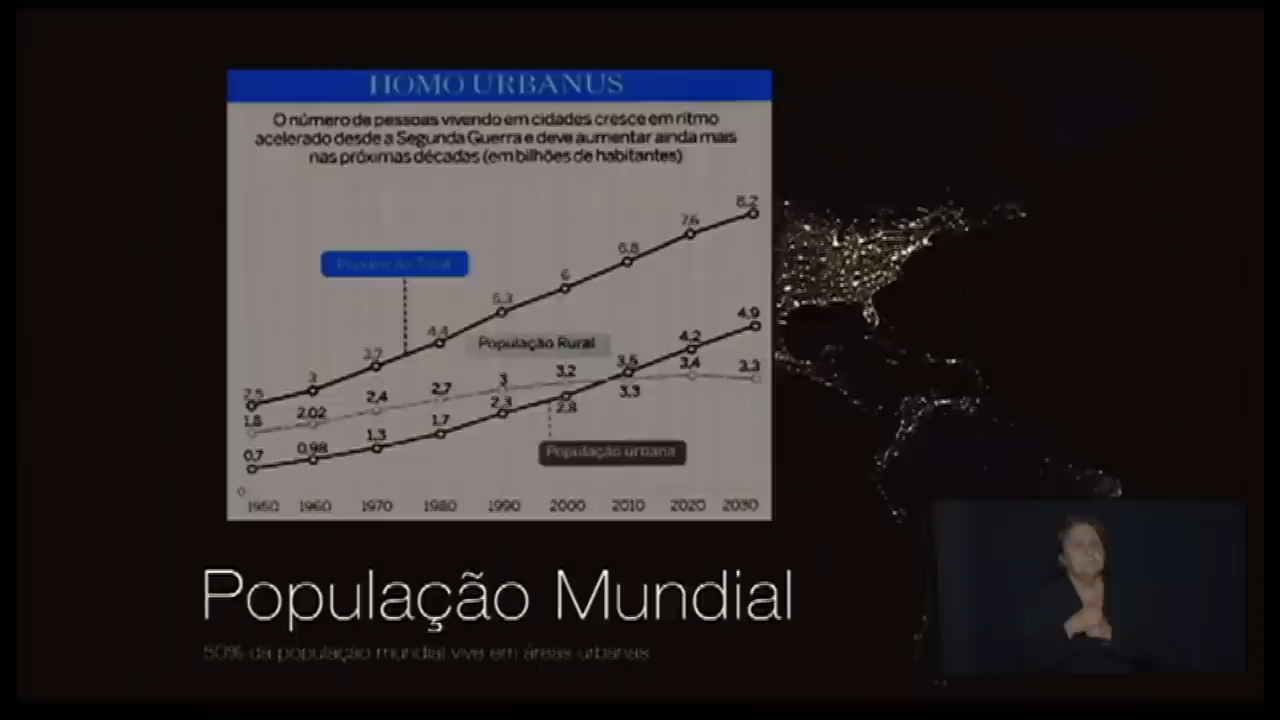 HOMO URBANUS
O número de pessoas vivendo em cidades cresce em ritmo
acelerado desde a Segunda Guerra e deve aumentar ainda mais
nas próximas décadas (em bilhões de habitantes)
8,2
7,6
6,8
6
5,3
4,4
3,7
3
2,5
População Total
População Rural
4,9
4,2
3,5
3,4
3,3
3,2
3
2,7
2,4
2,02
1,8
3,3
2,8
2,3
1,7
1,3
0,98
0,7
População urbana
0
1950 1960 1970 1980 1990 2000 2010 2020 2030
População Mundial
50% da população mundial vive em áreas urbanas